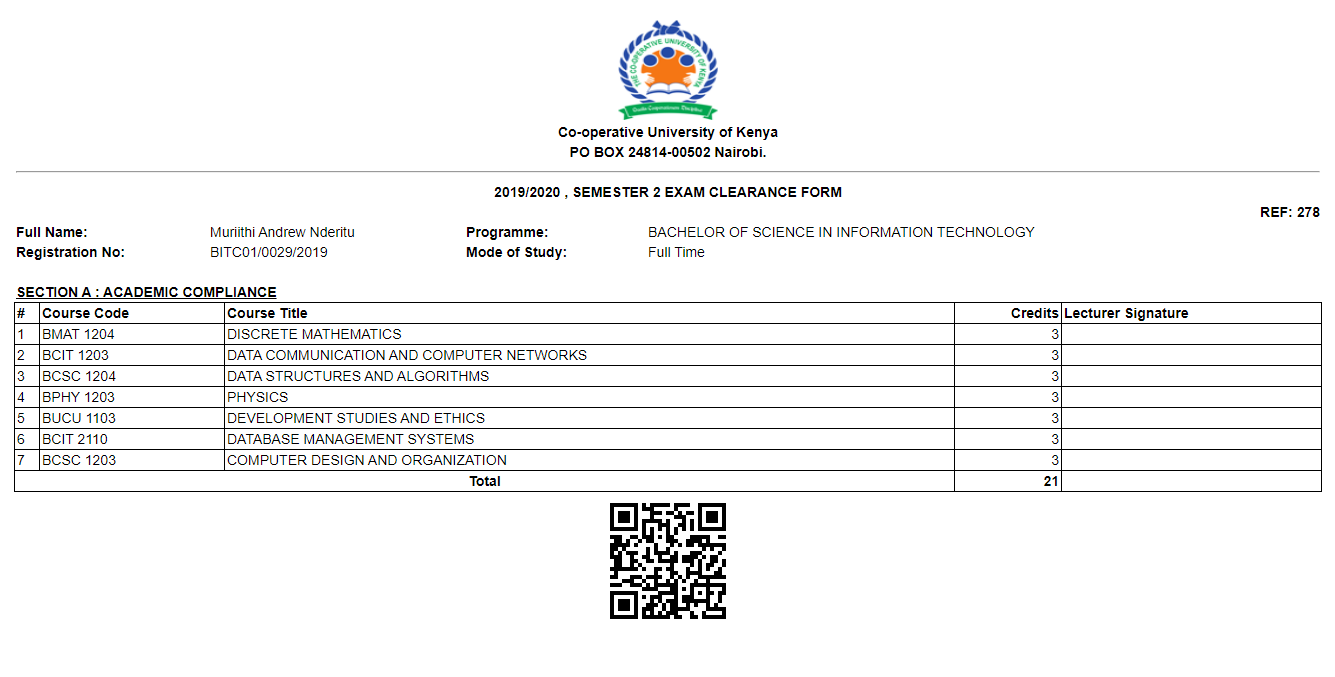 THE CO-OPERATIVE UNIVERSITY OF KENYA
Co-operative University of Kenya
PO BOX 24814-00502 Nairobi.
2019/2020 , SEMESTER 2 EXAM CLEARANCE FORM
REF: 278
Full Name: Muriithi Andrew Nderitu Programme: BACHELOR OF SCIENCE IN INFORMATION TECHNOLOGY
Registration No: BITC01/0029/2019 Mode of Study: Full Time
SECTION A : ACADEMIC COMPLIANCE
# Course Code Course Title Credits Lecturer Signature
1 BMAT 1204 DISCRETE MATHEMATICS 3
2 BCIT 1203 DATA COMMUNICATION AND COMPUTER NETWORKS 3
3 BCSC 1204 DATA STRUCTURES AND ALGORITHMS 3
4 BPHY 1203 PHYSICS 3
5 BUCU 1103 DEVELOPMENT STUDIES AND ETHICS 3
6 BCIT 2110 DATABASE MANAGEMENT SYSTEMS 3
7 BCSC 1203 COMPUTER DESIGN AND ORGANIZATION 3
Total 21